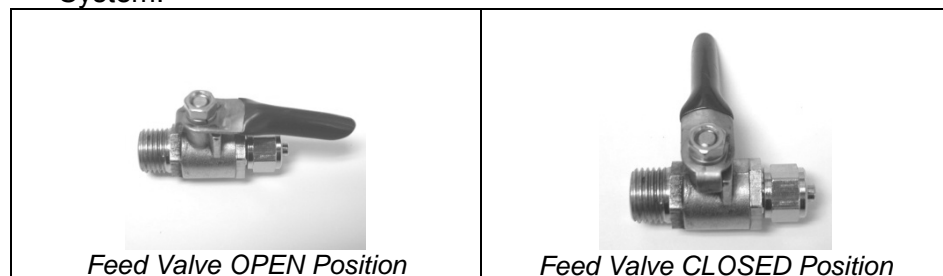 System.
Feed Valve OPEN Position
Feed Valve CLOSED Position